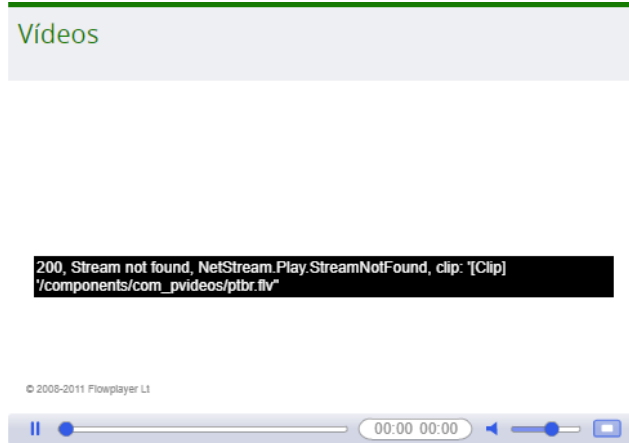 Vídeos
200, Stream not found, NetStream.Play.StreamNotFound, clip: '[Clip]
'/components/com_pvideos/ptbr.flv''
© 2008-2011 Flowplayer Lt
00:00 00:00